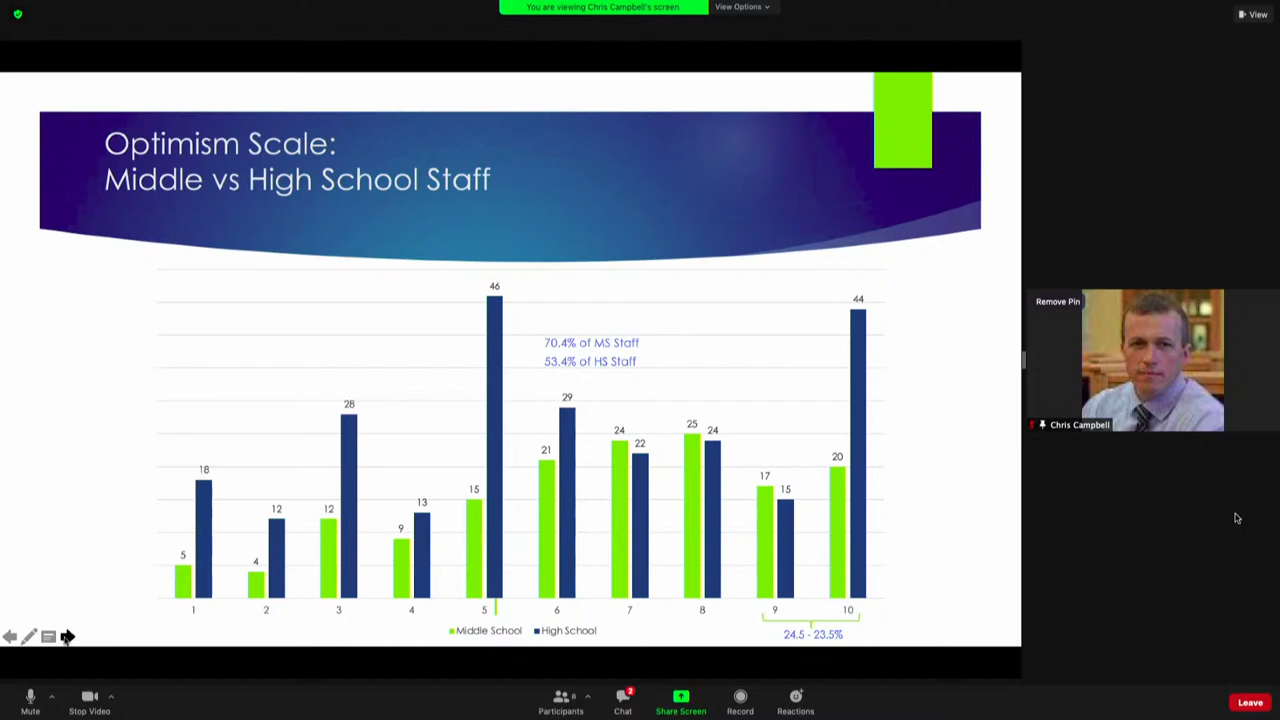 You are viewing Chris Campbell's screen
View Options
View
Optimism Scale:
Middle vs High School Staff
46
44
70.4% of MS Staff
53.4% of HS Staff
28
29
24
22
25
24
21
20
18
17
15
15
12
12
13
9
5
4
1
2
3
4
5
6
7
8
9
10
Middle School
High School
24.5 - 23.5%
Remove Pin
Chris Campbell
Mute
Stop Video
Participants
8
Chat
2
Share Screen
Record
Reactions
Leave